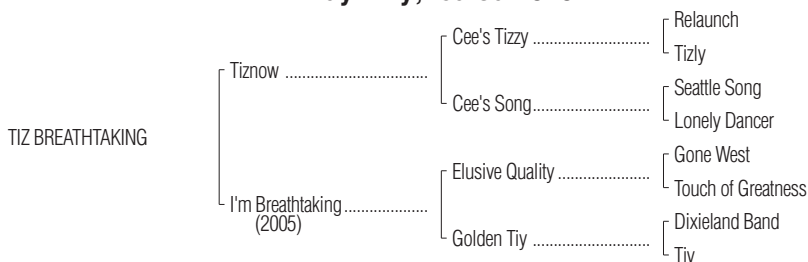 Relaunch
Cee's Tizzy ..............................
Tizly
Tiznow ....................................
Seattle Song
Cee's Song..............................
Lonely Dancer
TIZ BREATHTAKING
Gone West
Elusive Quality .......................
Touch of Greatness
I'm Breathtaking.....................
(2005)
Dixieland Band
Golden Tiy ..............................
Tiy